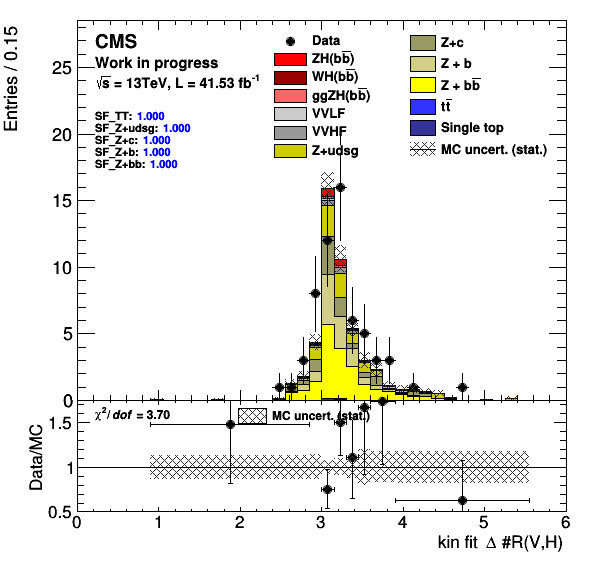 Entries / 0.15
CMS
Work in progress
√s = 13TeV, L = 41.53 fb⁻¹
SF_TT: 1.000
SF_Z+udsg: 1.000
SF_Z+c: 1.000
SF_Z+b: 1.000
SF_Z+bb: 1.000
Data
ZH(bb̅)
WH(bb̅)
ggZH(bb̅)
VVLF
VVHF
Z+udsg
Z+c
Z + b
Z + bb̅
tt̅
Single top
MC uncert. (stat.)
25
20
15
10
5
0
χ²/dof = 3.70
MC uncert. (stat.)
Data/MC
1.5
1
0.5
0 1 2 3 4 5 6
kin fit Δ #R(V,H)